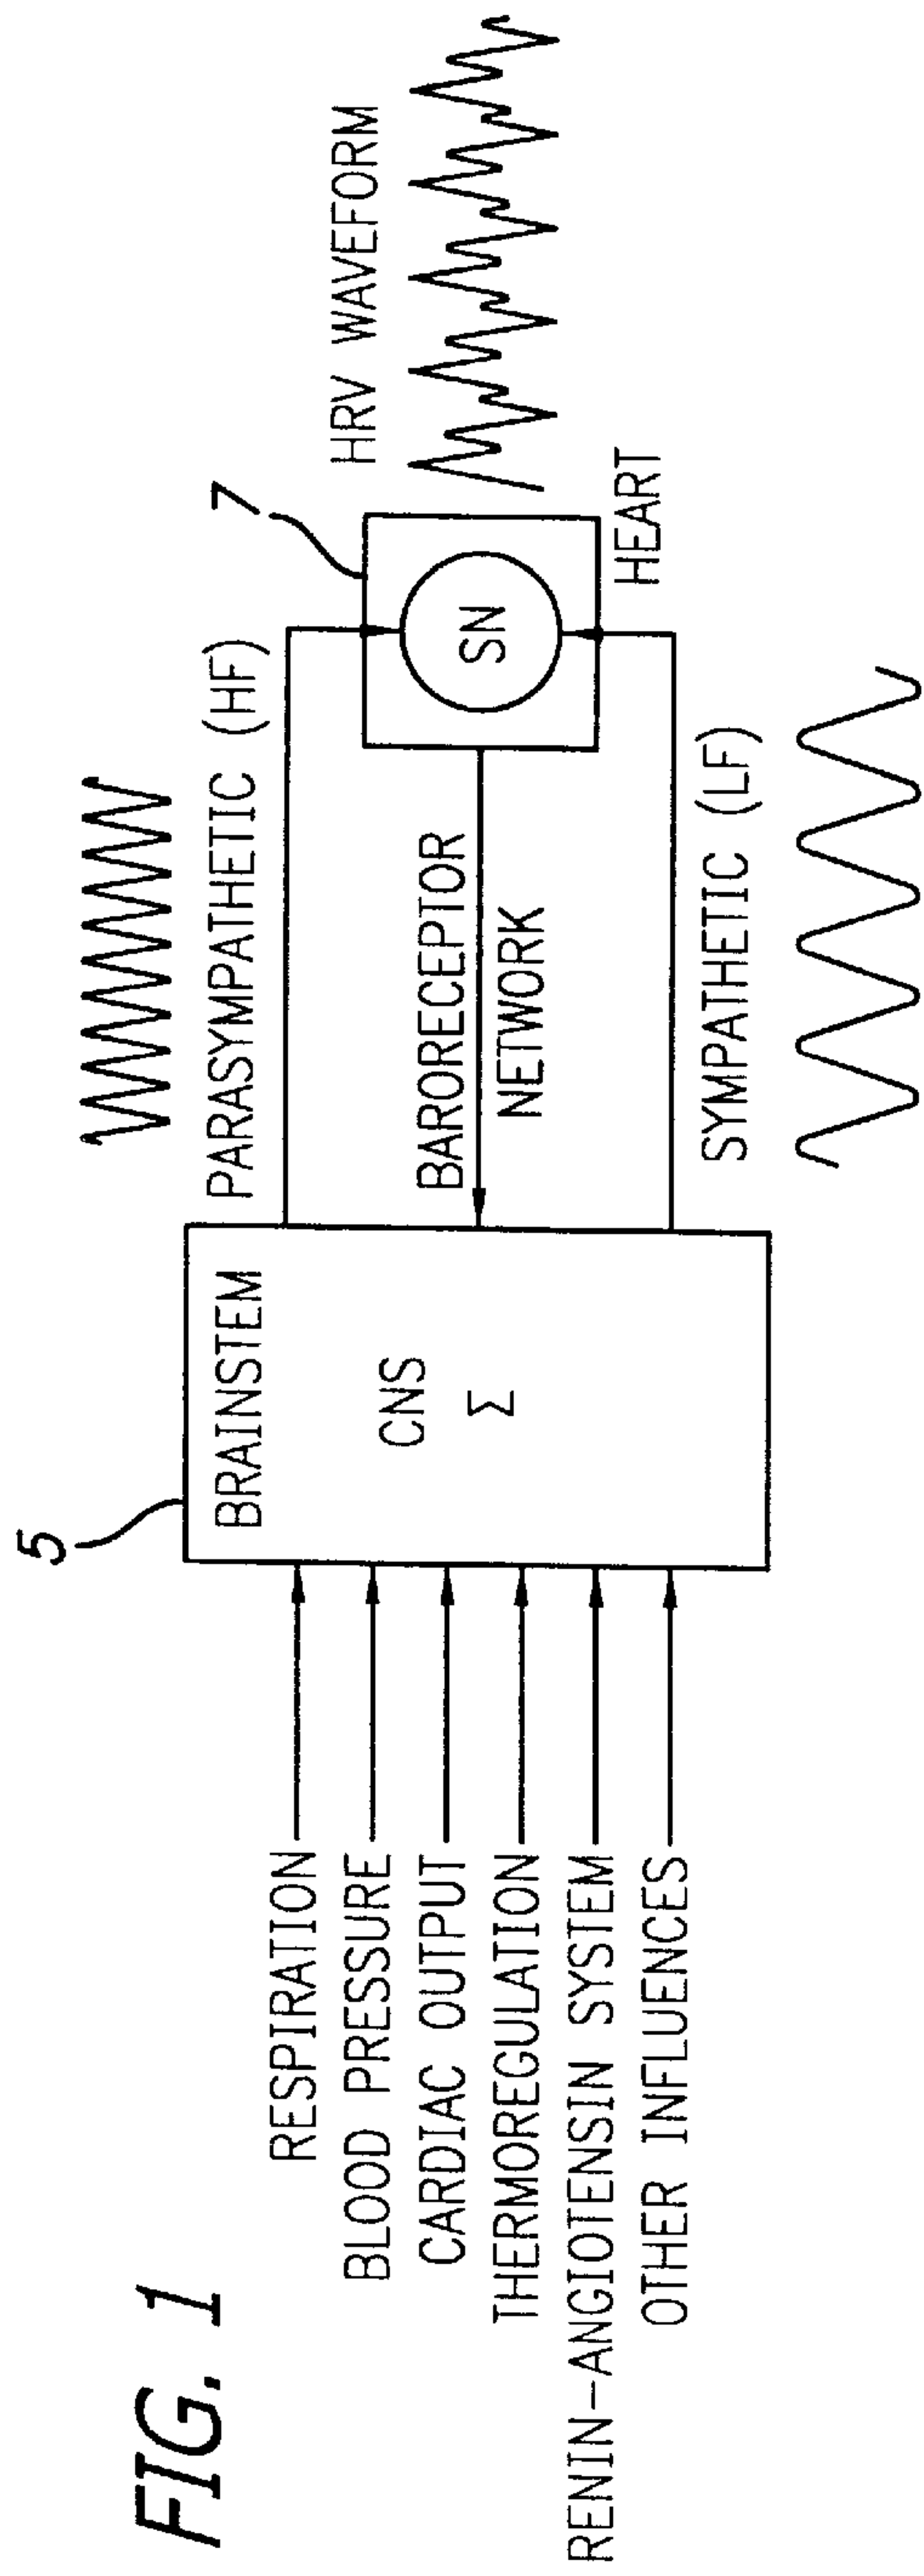 FIG. 1
5
BRAINSTEM
CNS
Σ
RESPIRATION
BLOOD PRESSURE
CARDIAC OUTPUT
THERMOREGULATION
RENIN-ANGIOTENSIN SYSTEM
OTHER INFLUENCES
PARASYMPATHETIC (HF)
BARORECEPTOR
NETWORK
SYMPATHETIC (LF)
7
SN
HEART
HRV WAVEFORM